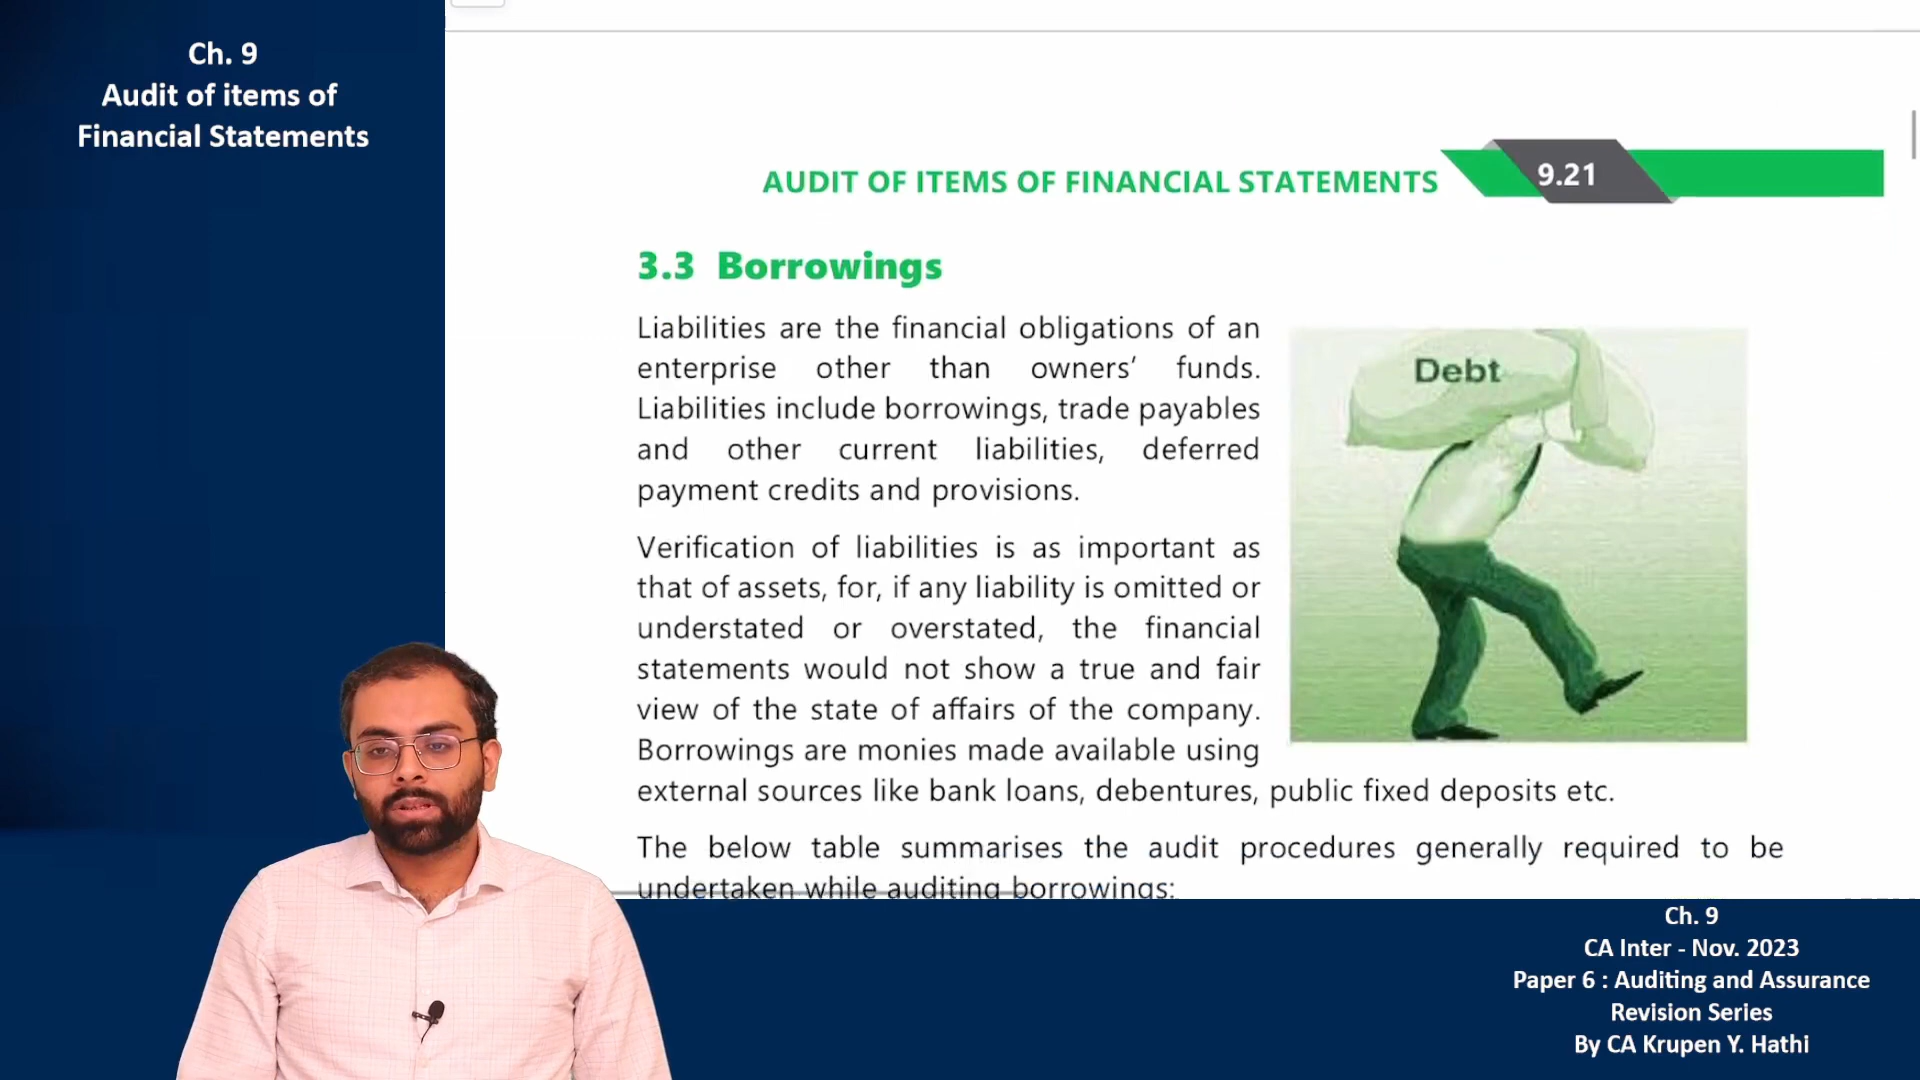 Ch. 9
Audit of items of
Financial Statements
AUDIT OF ITEMS OF FINANCIAL STATEMENTS
9.21
3.3 Borrowings
Liabilities are the financial obligations of an
enterprise other than owners’ funds.
Liabilities include borrowings, trade payables
and other current liabilities, deferred
payment credits and provisions.
Debt
Verification of liabilities is as important as
that of assets, for, if any liability is omitted or
understated or overstated, the financial
statements would not show a true and fair
view of the state of affairs of the company.
Borrowings are monies made available using
external sources like bank loans, debentures, public fixed deposits etc.
The below table summarises the audit procedures generally required to be
undertaken while auditing borrowings:
Ch. 9
CA Inter - Nov. 2023
Paper 6 : Auditing and Assurance
Revision Series
By CA Krupen Y. Hathi